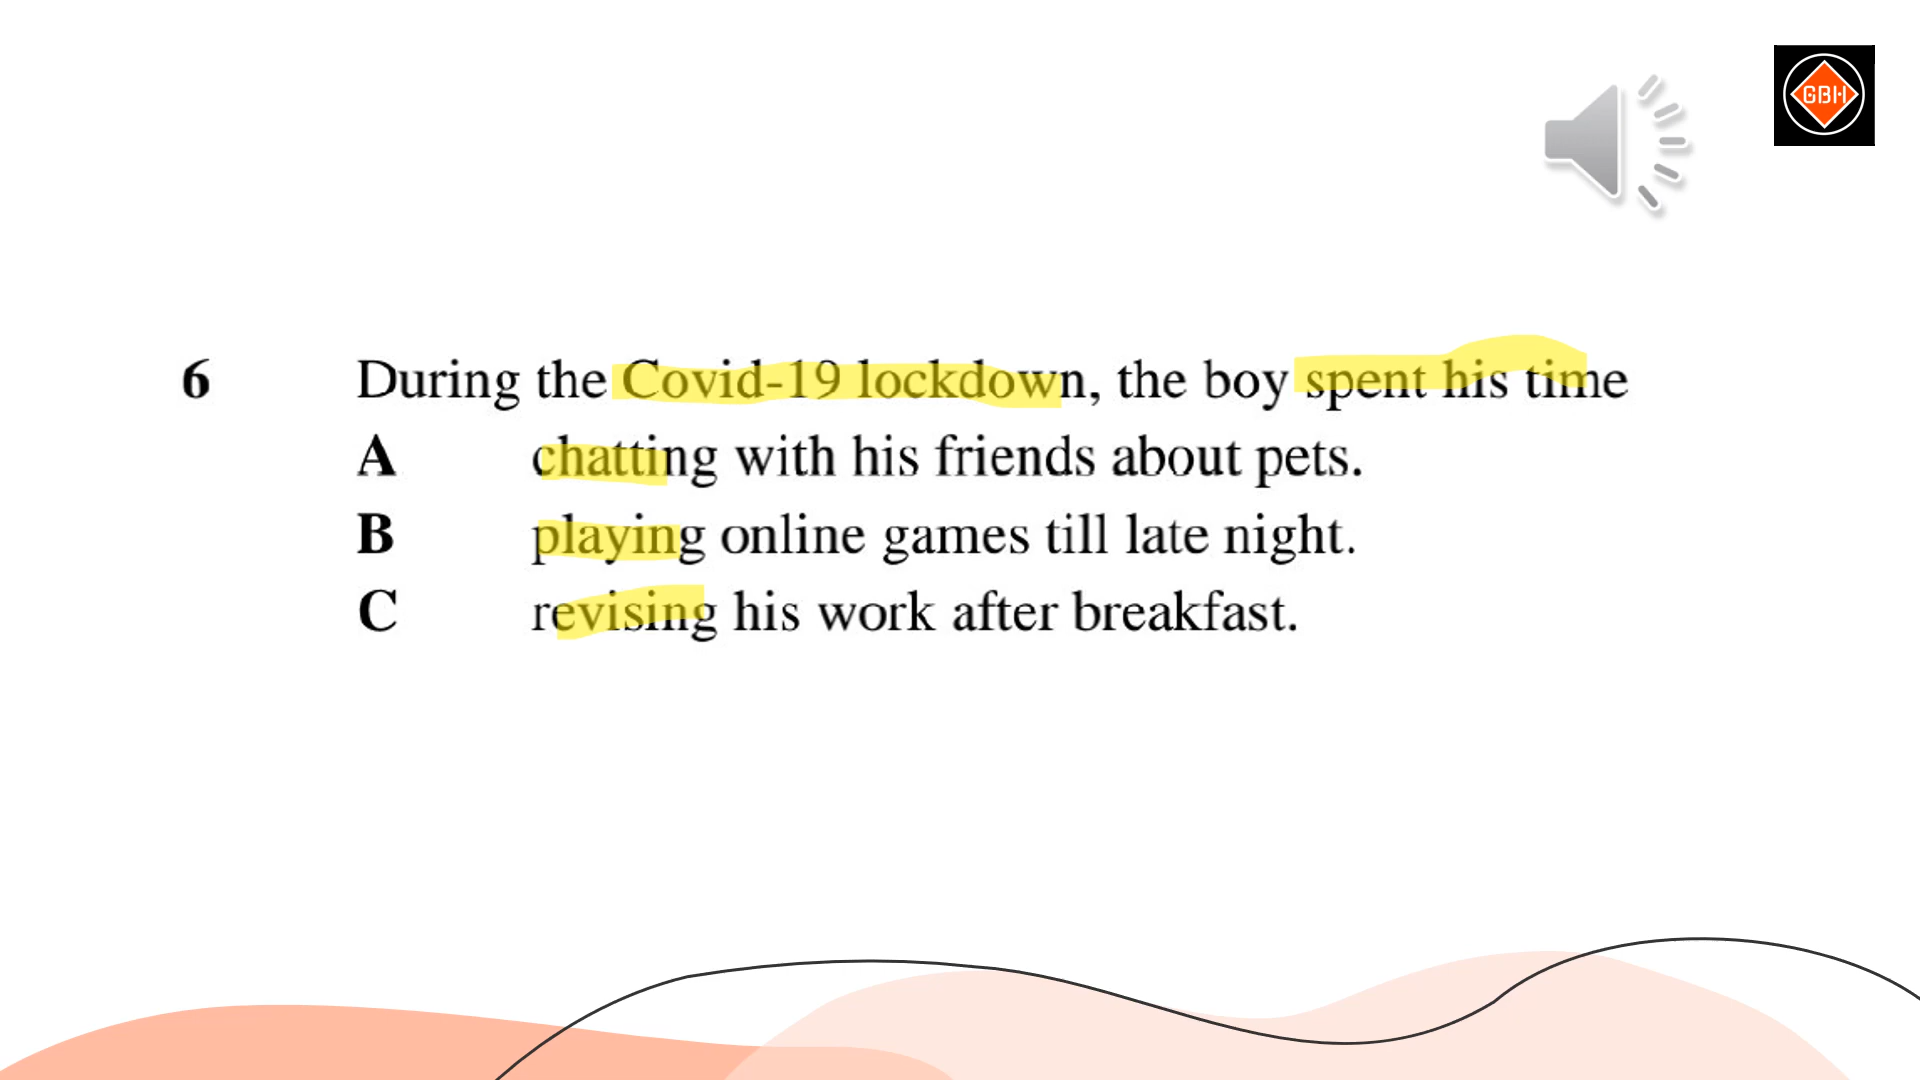 GBH
6 During the Covid-19 lockdown, the boy spent his time
A chatting with his friends about pets.
B playing online games till late night.
C revising his work after breakfast.